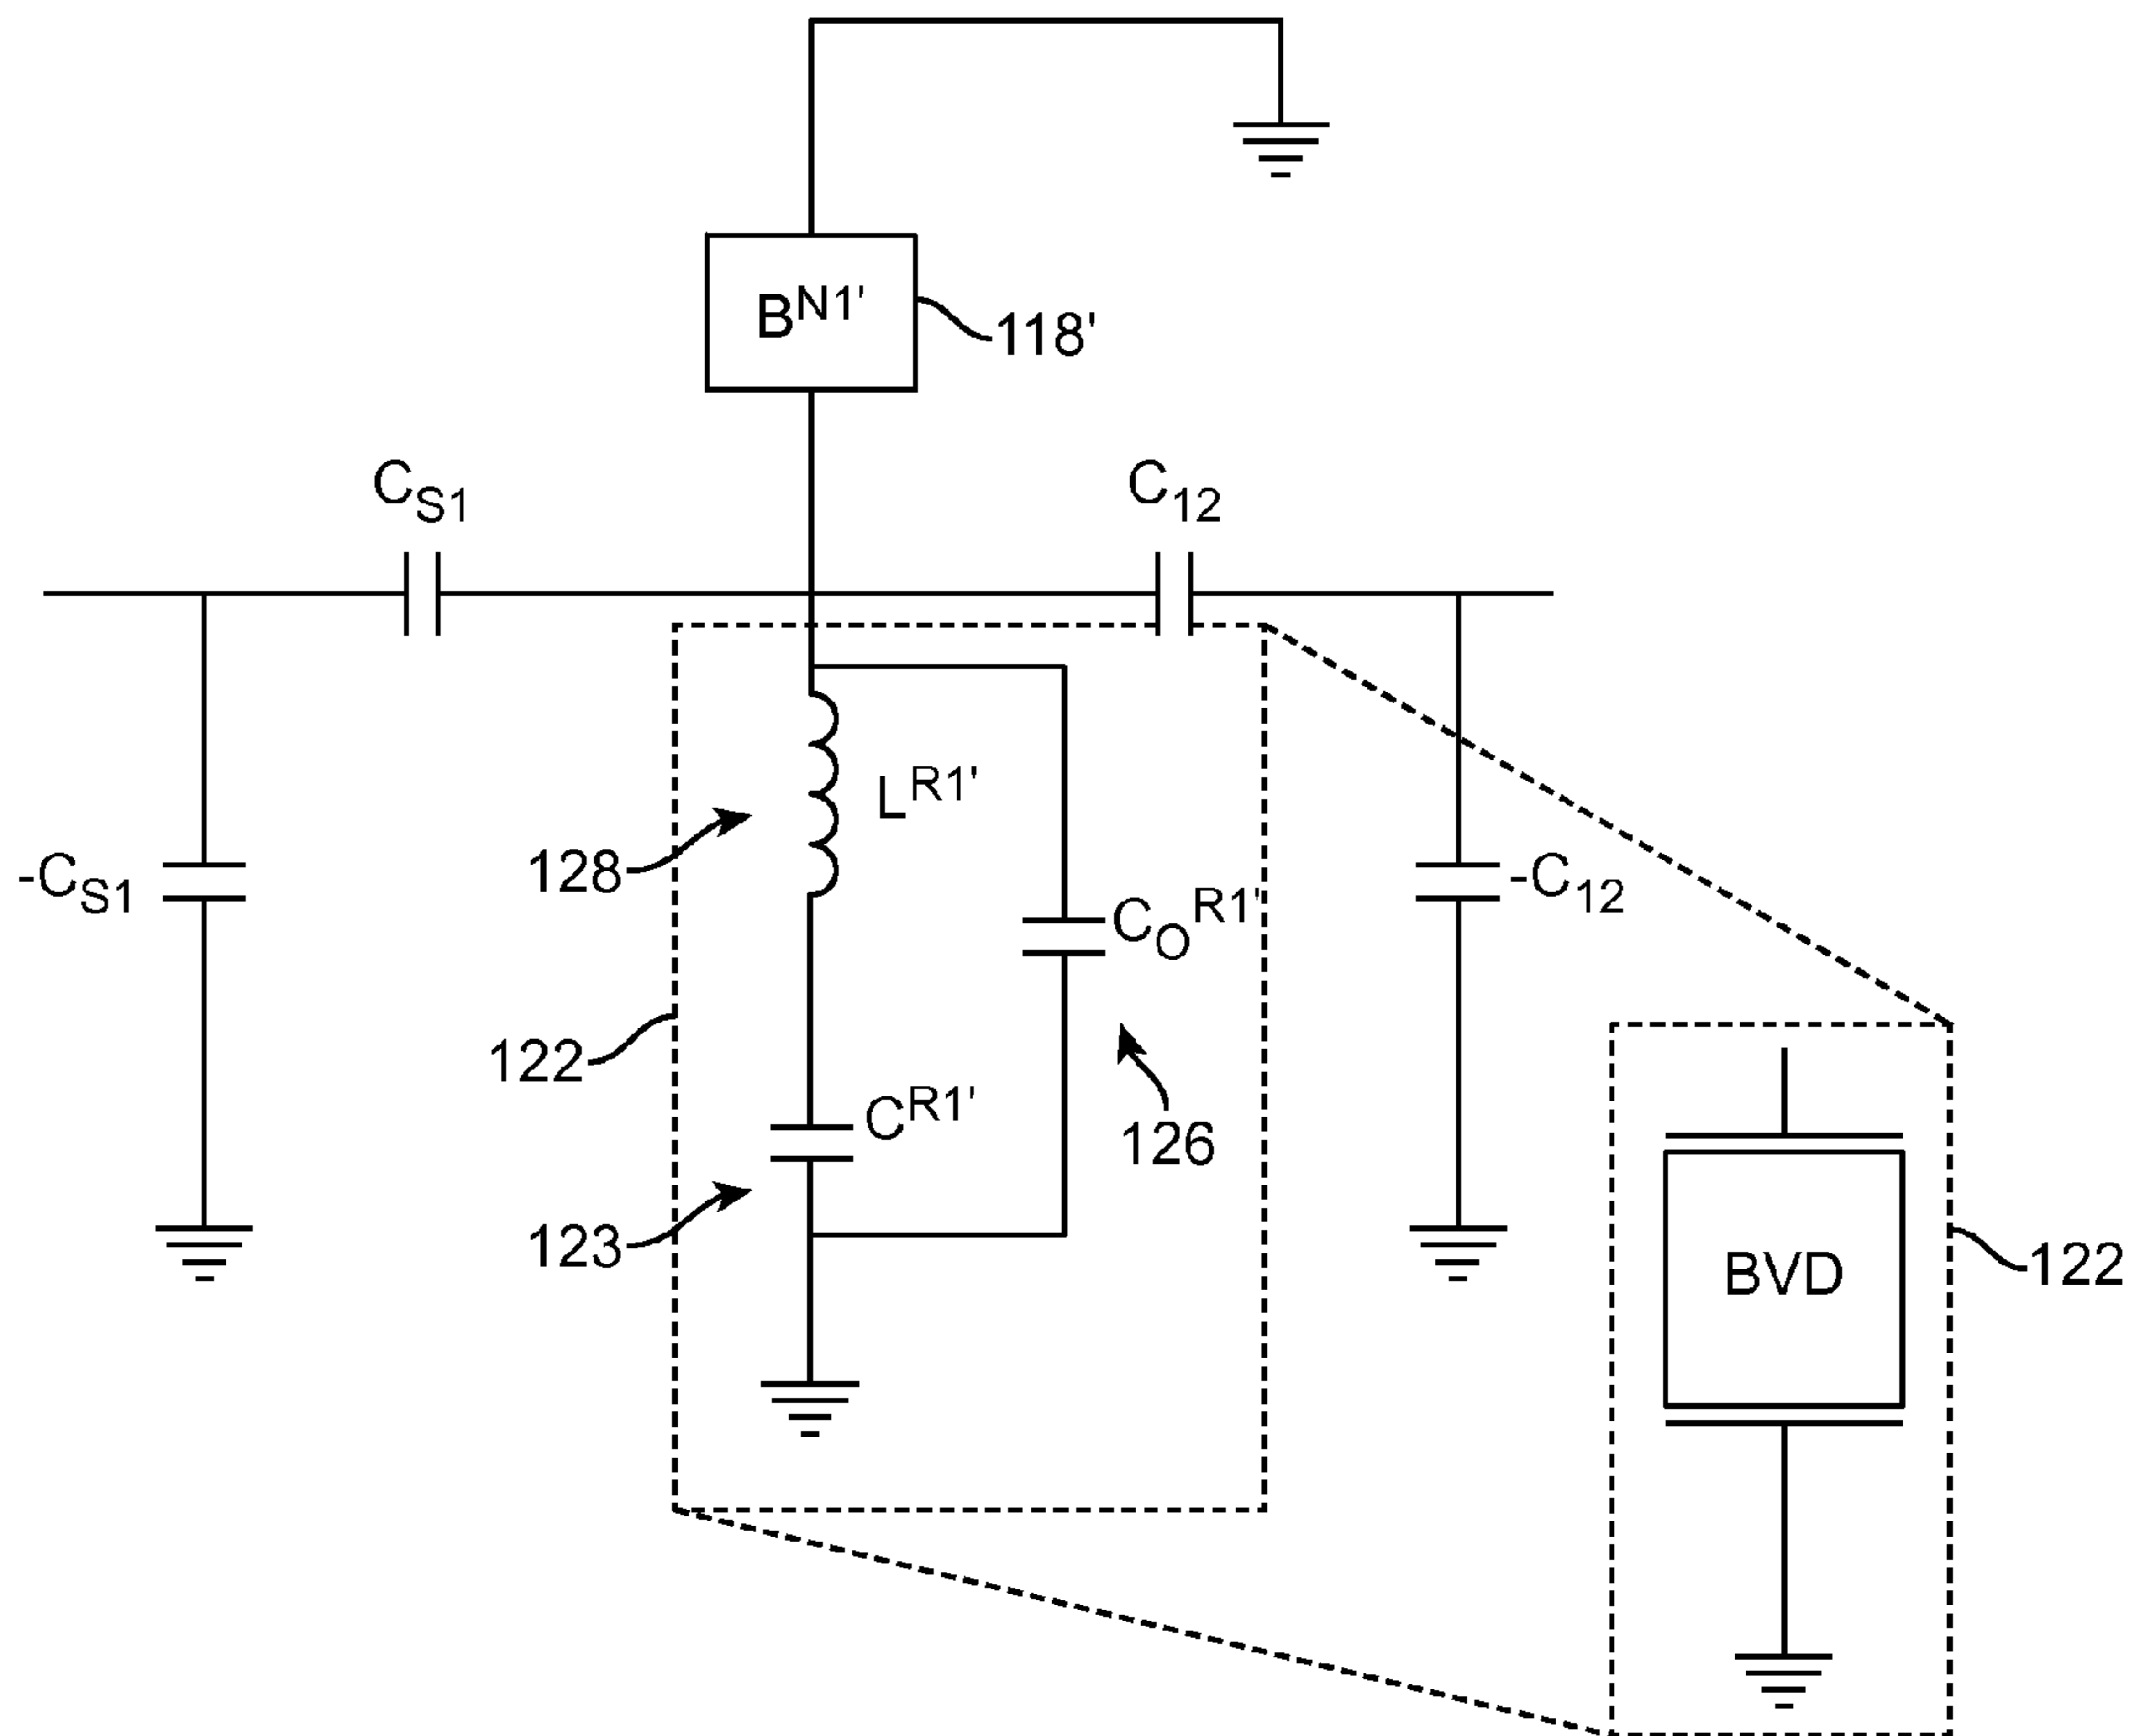 B^N1'
118'
C_S1
C_12
L^R1'
128
-C_S1
C_O^R1'
-C_12
122
C^R1'
126
123
BVD
122